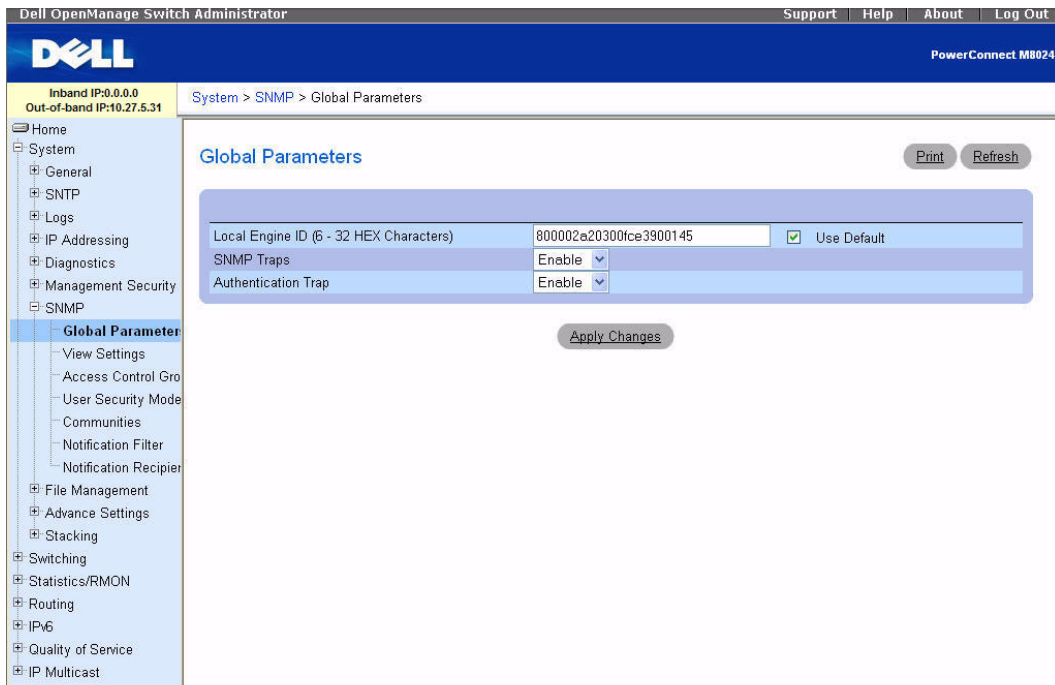 Dell OpenManage Switch Administrator
Support | Help | About | Log Out
DELL
PowerConnect M8024
Inband IP:0.0.0.0
Out-of-band IP:10.27.5.31
System > SNMP > Global Parameters
Home
System
General
SNTP
Logs
IP Addressing
Diagnostics
Management Security
SNMP
Global Parameter
View Settings
Access Control Gro
User Security Mode
Communities
Notification Filter
Notification Recipien
File Management
Advance Settings
Stacking
Switching
Statistics/RMON
Routing
IPv6
Quality of Service
IP Multicast
Global Parameters
Print
Refresh
Local Engine ID (6 - 32 HEX Characters)
800002a20300fce3900145
Use Default
SNMP Traps
Enable
Authentication Trap
Enable
Apply Changes